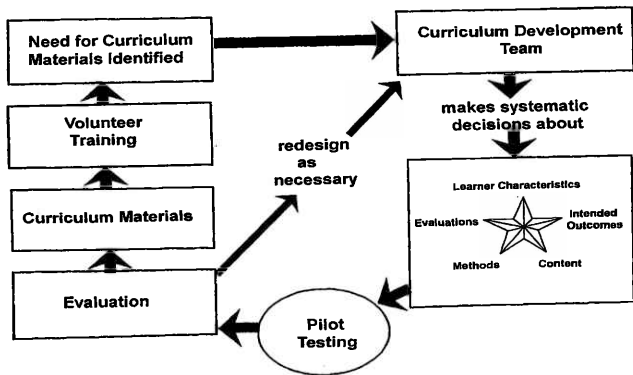 Need for Curriculum
Materials Identified
Curriculum Development
Team
makes systematic
decisions about
Learner Characteristics
Evaluations
Intended
Outcomes
Methods
Content
Pilot
Testing
Evaluation
redesign
as
necessary
Curriculum Materials
Volunteer
Training